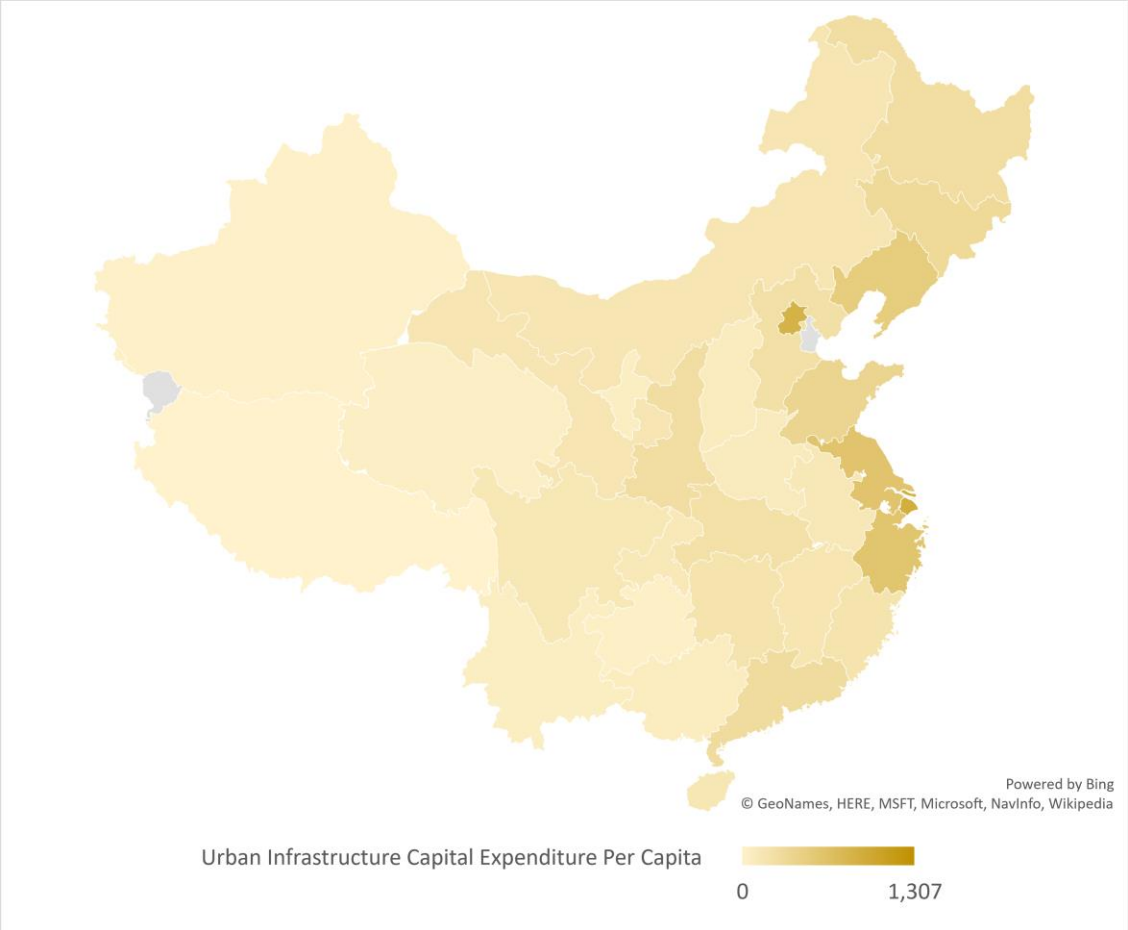 Powered by Bing
© GeoNames, HERE, MSFT, Microsoft, NavInfo, Wikipedia
Urban Infrastructure Capital Expenditure Per Capita
0
1,307